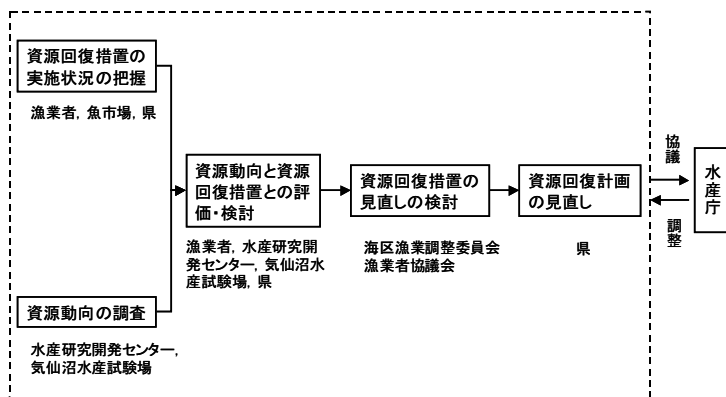 資源回復措置の
実施状況の把握
漁業者, 魚市場, 県
資源動向と資源
回復措置との評
価・検討
漁業者, 水産研究開
発センター, 気仙沼水
産試験場, 県
資源動向の調査
水産研究開発センター,
気仙沼水産試験場
資源回復措置の
見直しの検討
海区漁業調整委員会
漁業者協議会
資源回復計画
の見直し
県
協議
調整
水産庁